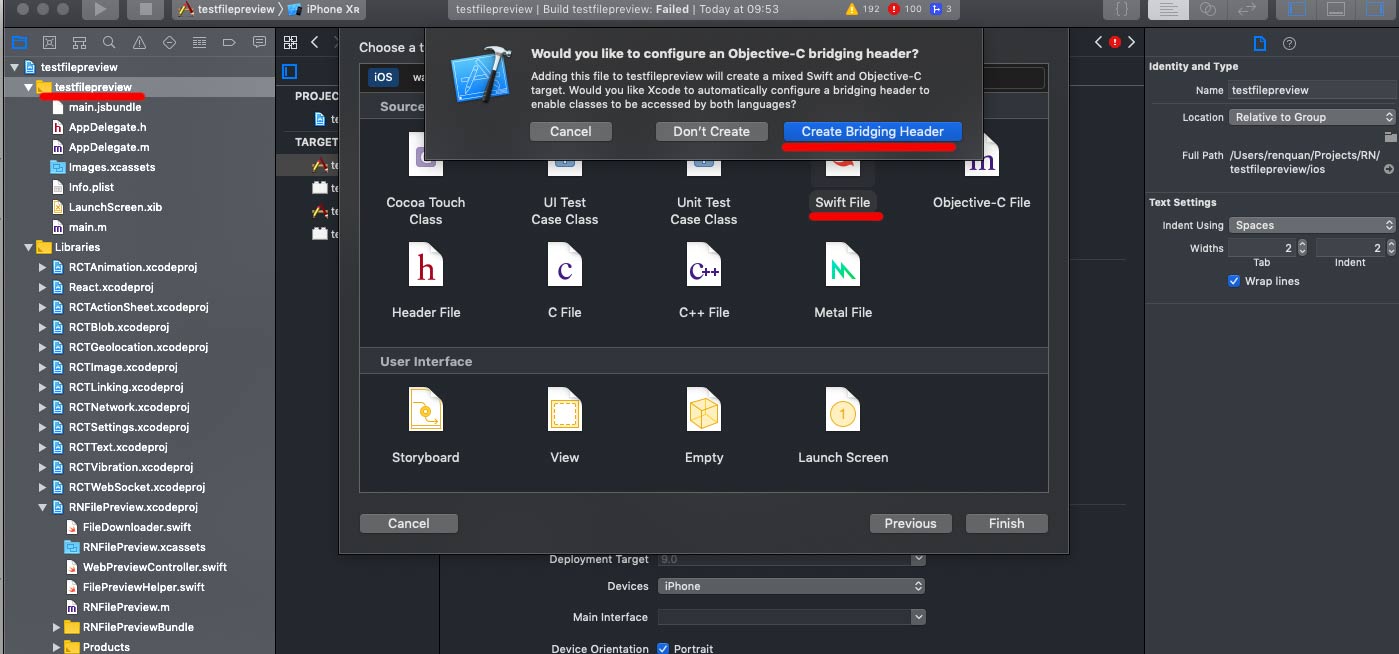 testfilepreview 〉 iPhone XR
testfilepreview | Build testfilepreview: Failed | Today at 09:53
192
100
3
testfilepreview
testfilepreview
main.jsbundle
AppDelegate.h
AppDelegate.m
Images.xcassets
Info.plist
LaunchScreen.xib
main.m
Libraries
RCTAnimation.xcodeproj
React.xcodeproj
RCTActionSheet.xcodeproj
RCTBlob.xcodeproj
RCTGeolocation.xcodeproj
RCTImage.xcodeproj
RCTLinking.xcodeproj
RCTNetwork.xcodeproj
RCTSettings.xcodeproj
RCTText.xcodeproj
RCTVibration.xcodeproj
RCTWebSocket.xcodeproj
RNFilePreview.xcodeproj
FileDownloader.swift
RNFilePreview.xcassets
WebPreviewController.swift
FilePreviewHelper.swift
RNFilePreview.m
RNFilePreviewBundle
Products
PROJEC
te
TARGET
te
te
te
te
Choose a t
iOS wa
Source
Would you like to configure an Objective-C bridging header?
Adding this file to testfilepreview will create a mixed Swift and Objective-C
target. Would you like Xcode to automatically configure a bridging header to
enable classes to be accessed by both languages?
Cancel
Don't Create
Create Bridging Header
Cocoa Touch
Class
UI Test
Case Class
Unit Test
Case Class
Swift File
m
Objective-C File
h
Header File
c
C File
c++
C++ File
Metal File
User Interface
Storyboard
View
Empty
1
Launch Screen
Cancel
Previous
Finish
Deployment Target 9.0
Devices iPhone
Main Interface
Device Orientation Portrait
Identity and Type
Name testfilepreview
Location Relative to Group
Full Path /Users/renquan/Projects/RN/
testfilepreview/ios
Text Settings
Indent Using Spaces
Widths 2 2
Tab Indent
Wrap lines